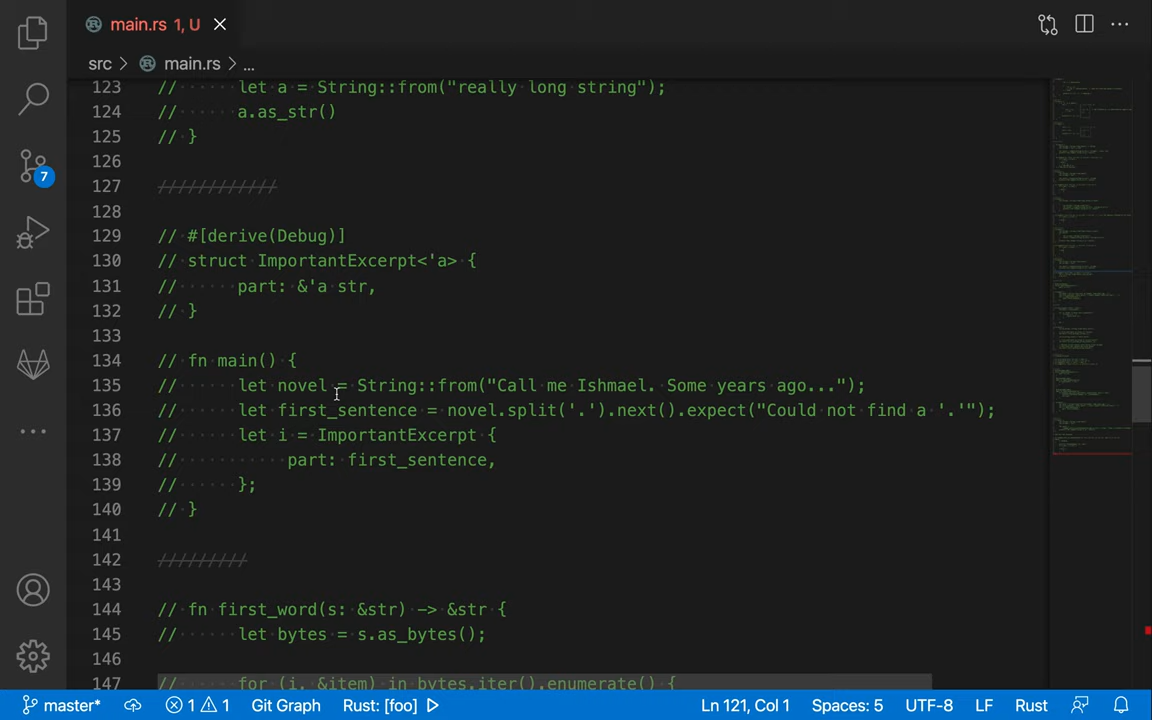 main.rs 1, U
src > main.rs > ...
123 //      let a = String::from("really long string");
124 //      a.as_str()
125 // }
126
127 ////////////
128
129 // #[derive(Debug)]
130 // struct ImportantExcerpt<'a> {
131 //      part: &'a str,
132 // }
133
134 // fn main() {
135 //      let novel = String::from("Call me Ishmael. Some years ago...");
136 //      let first_sentence = novel.split('.').next().expect("Could not find a '.'");
137 //      let i = ImportantExcerpt {
138 //           part: first_sentence,
139 //      };
140 // }
141
142 /////////
143
144 // fn first_word(s: &str) -> &str {
145 //      let bytes = s.as_bytes();
146
147 //      for (i, &item) in bytes.iter().enumerate() {
7
master* 1 1 Git Graph Rust: [foo] Ln 121, Col 1 Spaces: 5 UTF-8 LF Rust